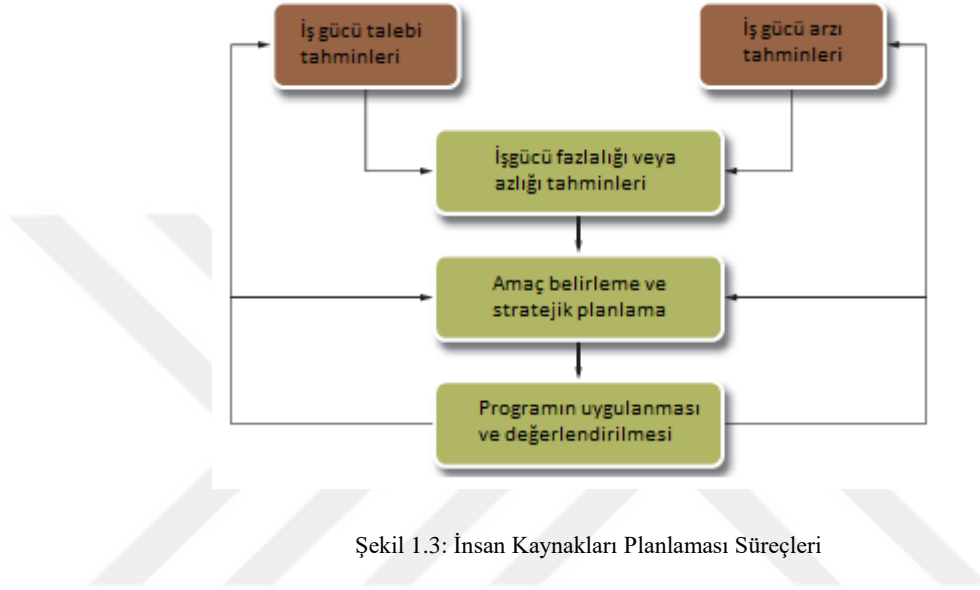 İş gücü talebi
tahminleri
İş gücü arzı
tahminleri
İşgücü fazlalığı veya
azlığı tahminleri
Amaç belirleme ve
stratejik planlama
Programın uygulanması
ve değerlendirilmesi
Şekil 1.3: İnsan Kaynakları Planlaması Süreçleri